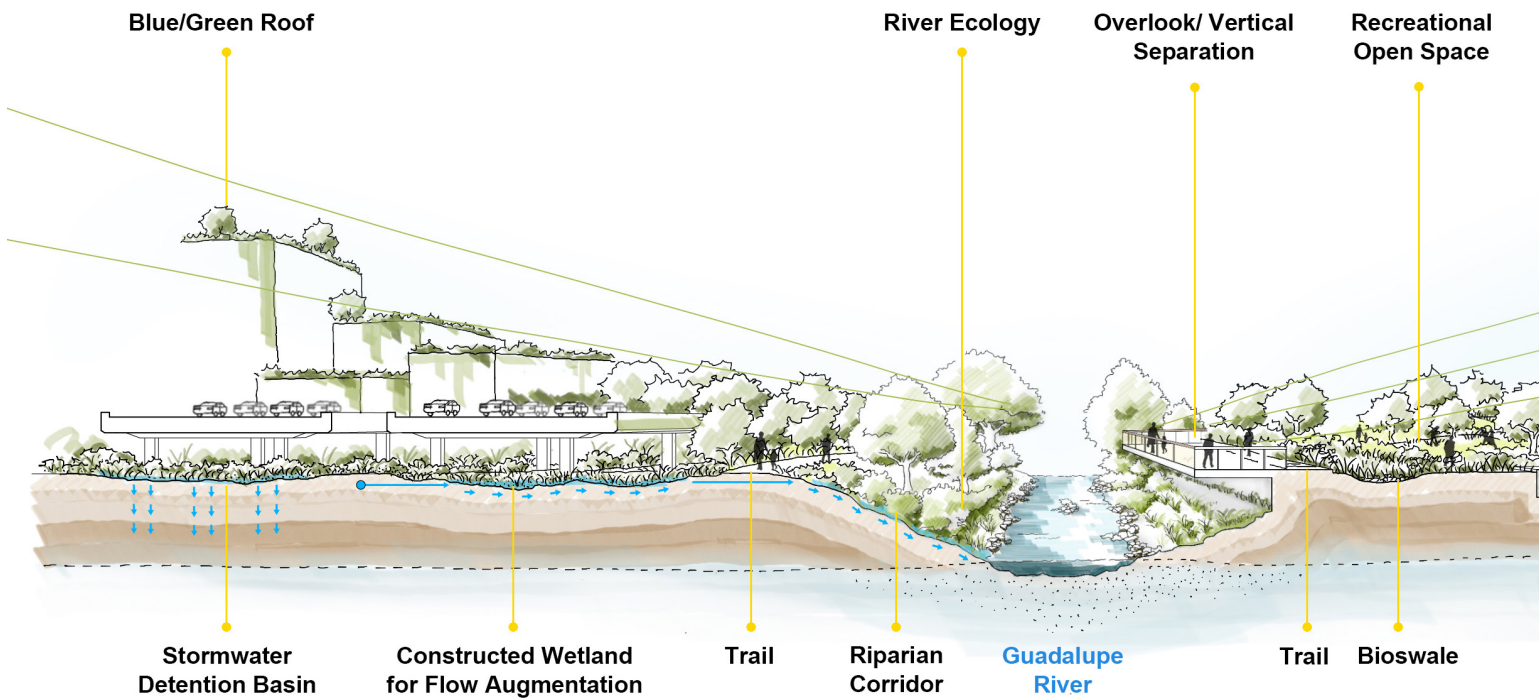 Blue/Green Roof
River Ecology
Overlook/ Vertical
Separation
Recreational
Open Space
Stormwater
Detention Basin
Constructed Wetland
for Flow Augmentation
Trail
Riparian
Corridor
Guadalupe
River
Trail
Bioswale